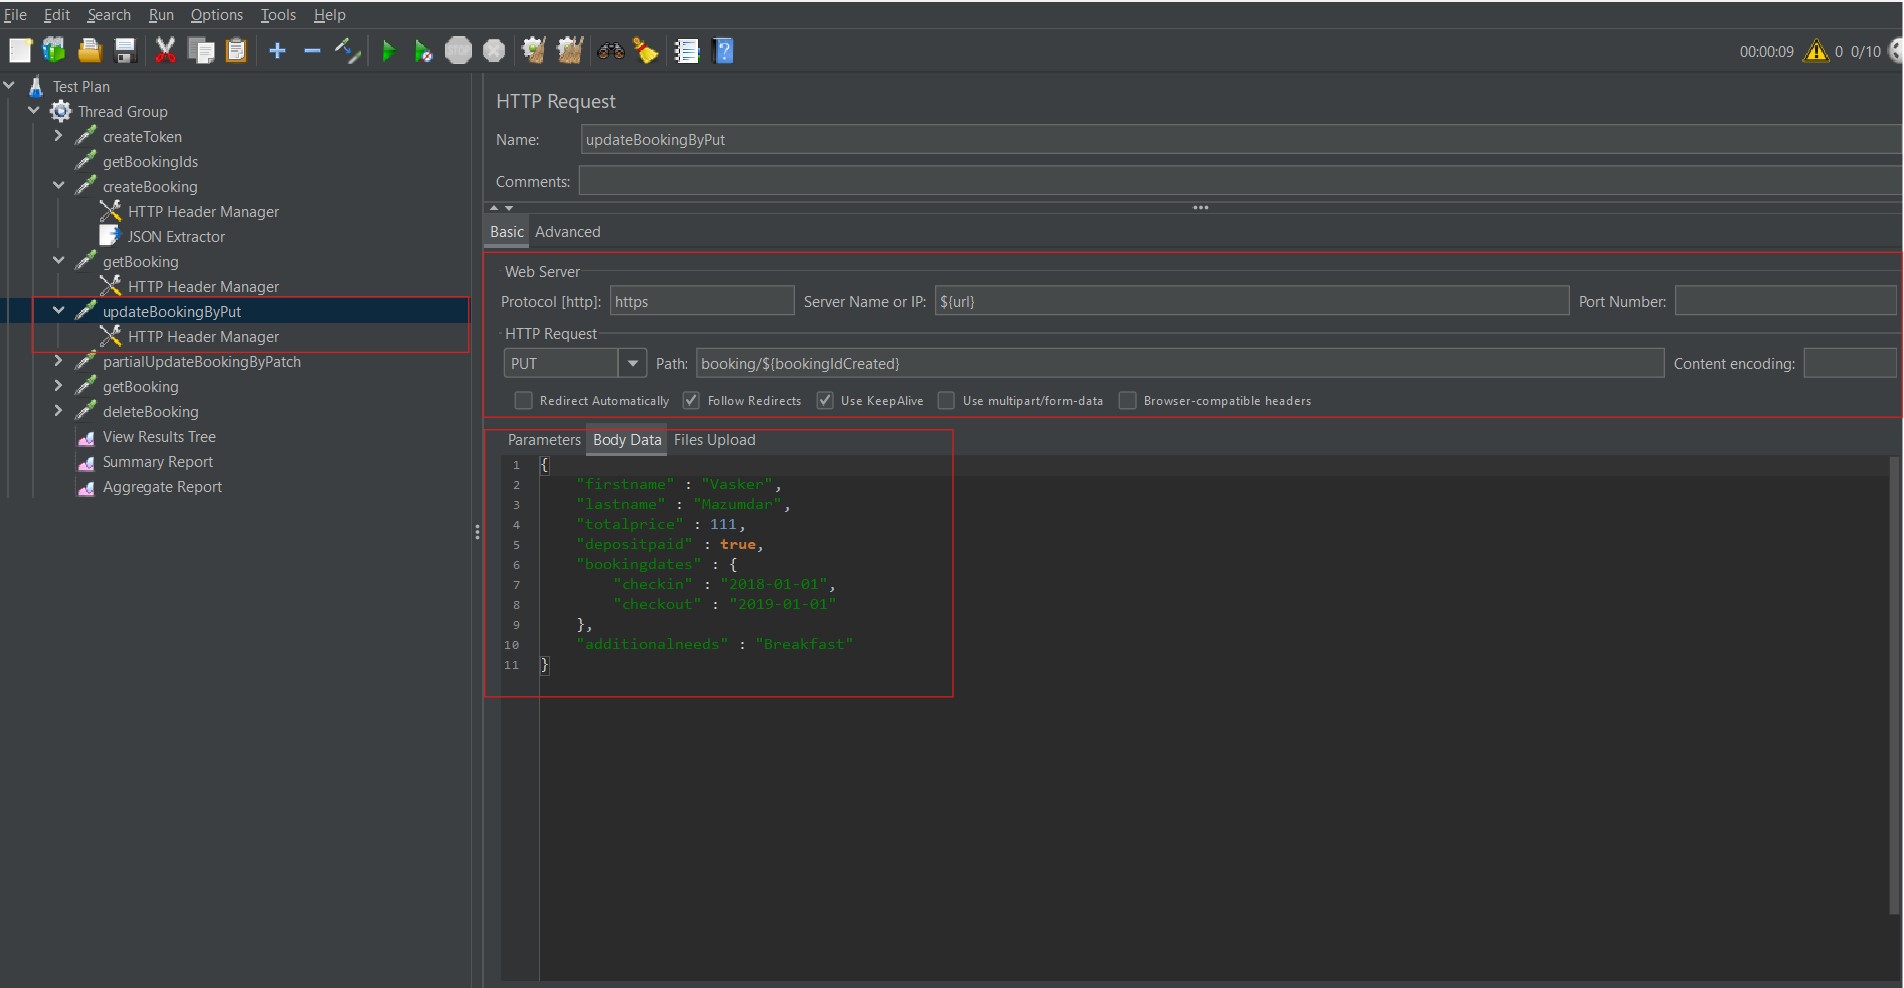 File Edit Search Run Options Tools Help
00:00:09 0 0/10
Test Plan
Thread Group
createToken
getBookingIds
createBooking
HTTP Header Manager
JSON Extractor
getBooking
HTTP Header Manager
updateBookingByPut
HTTP Header Manager
partialUpdateBookingByPatch
getBooking
deleteBooking
View Results Tree
Summary Report
Aggregate Report
HTTP Request
Name: updateBookingByPut
Comments:
Basic Advanced
Web Server
Protocol [http]: https Server Name or IP: ${url} Port Number:
HTTP Request
PUT Path: booking/${bookingIdCreated} Content encoding:
Redirect Automatically Follow Redirects Use KeepAlive Use multipart/form-data Browser-compatible headers
Parameters Body Data Files Upload
1 {
2 "firstname" : "Vasker",
3 "lastname" : "Mazumdar",
4 "totalprice" : 111,
5 "depositpaid" : true,
6 "bookingdates" : {
7 "checkin" : "2018-01-01",
8 "checkout" : "2019-01-01"
9 },
10 "additionalneeds" : "Breakfast"
11 }